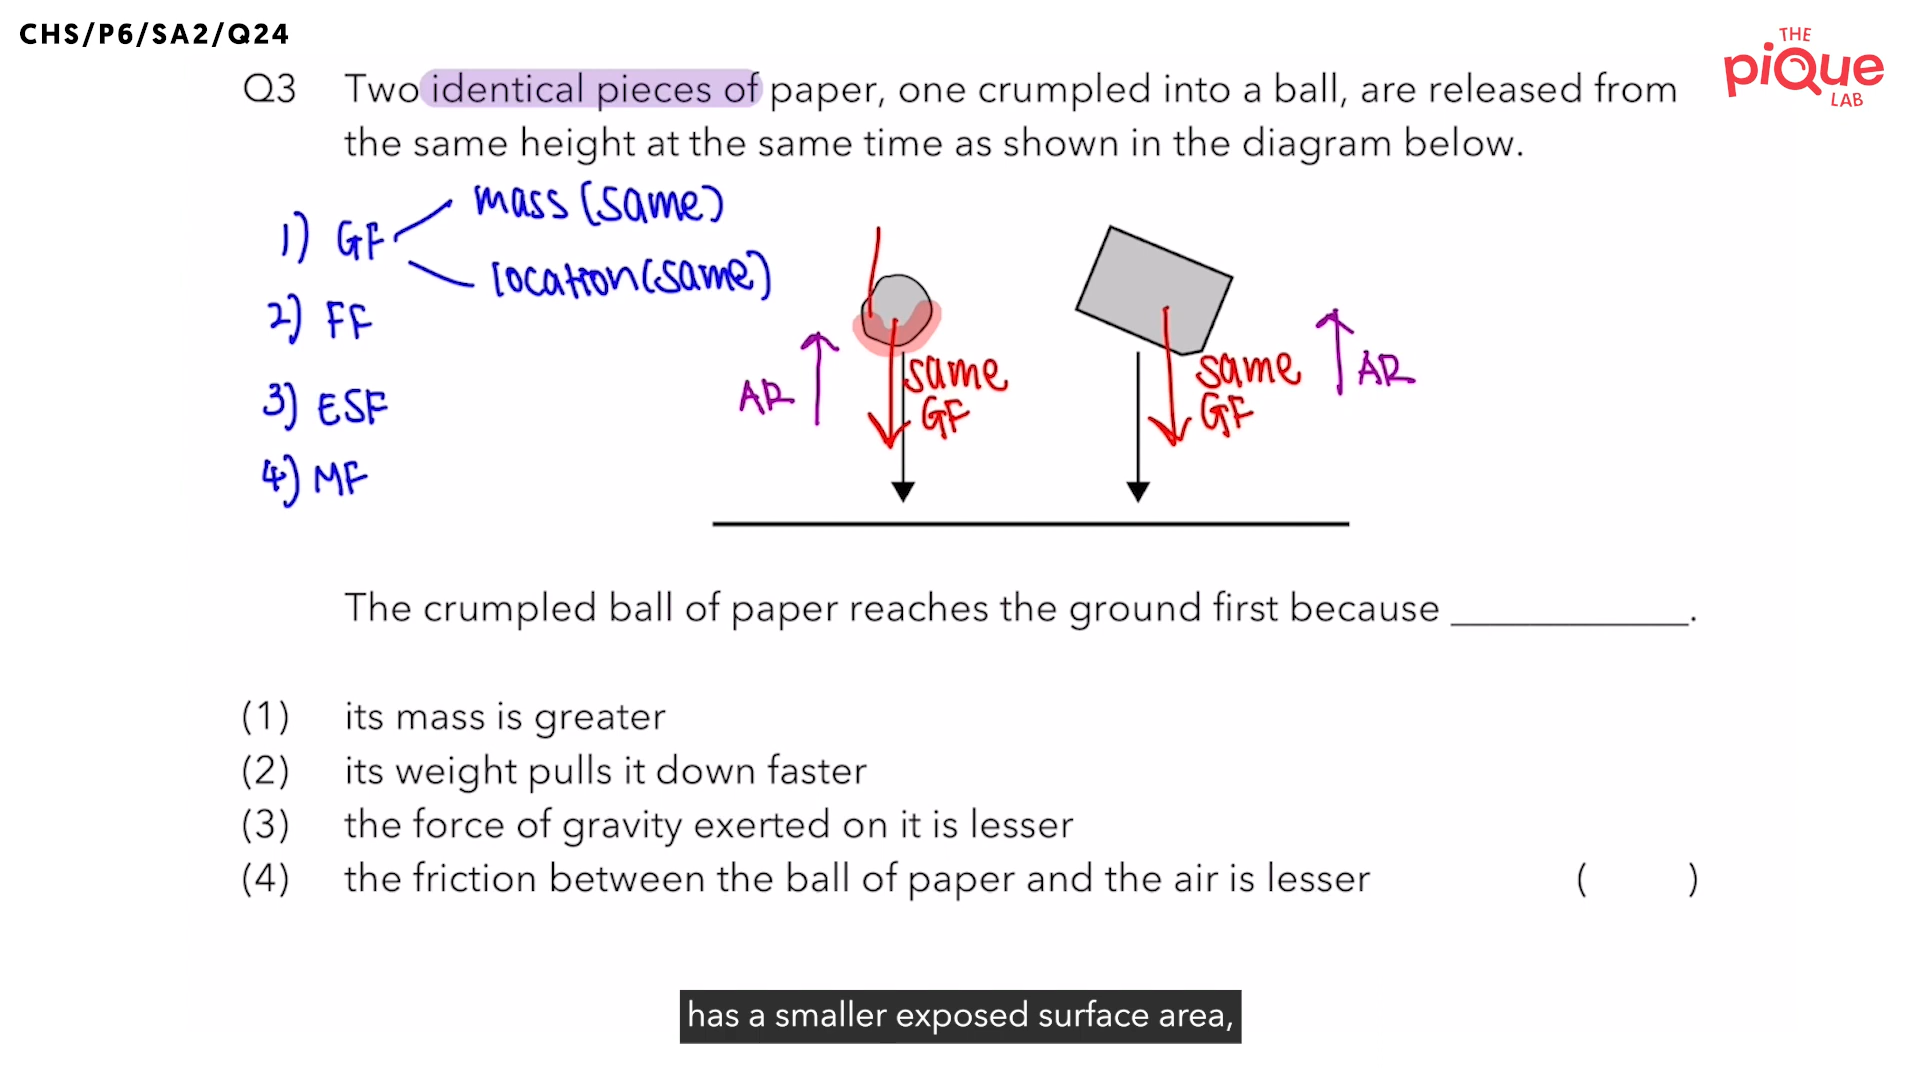 CHS/P6/SA2/Q24
THE
piQue
LAB
Q3 Two identical pieces of paper, one crumpled into a ball, are released from
the same height at the same time as shown in the diagram below.
1) GF
mass (same)
location (same)
2) FF
3) ESF
4) MF
AR
same
GF
same
GF
AR
The crumpled ball of paper reaches the ground first because ____________.
(1) its mass is greater
(2) its weight pulls it down faster
(3) the force of gravity exerted on it is lesser
(4) the friction between the ball of paper and the air is lesser ( )
has a smaller exposed surface area,